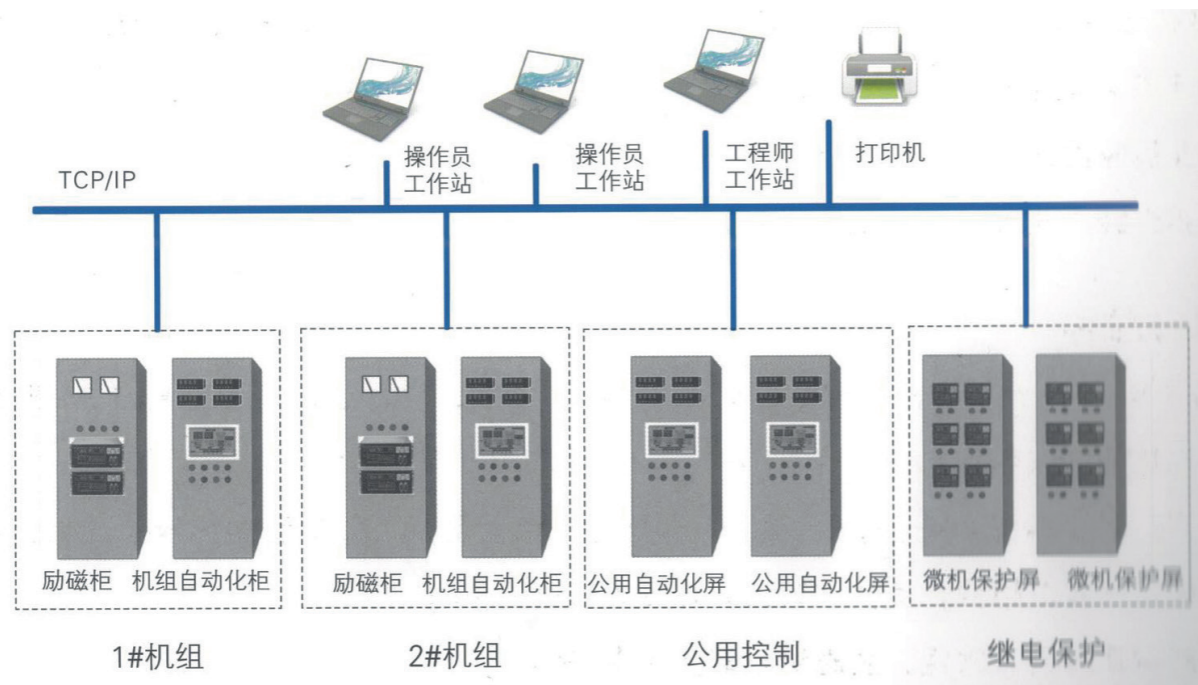 操作员
工作站
操作员
工作站
工程师
工作站
打印机
TCP/IP
励磁柜
机组自动化柜
励磁柜
机组自动化柜
公用自动化屏
公用自动化屏
微机保护屏
微机保护屏
1#机组
2#机组
公用控制
继电保护